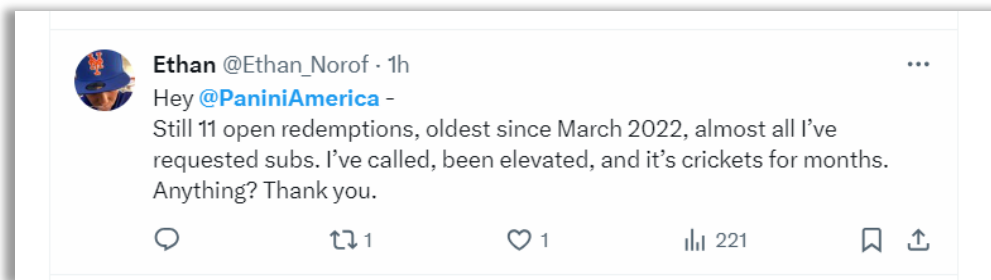 Ethan @Ethan_Norof · 1h
Hey @PaniniAmerica -
Still 11 open redemptions, oldest since March 2022, almost all I’ve
requested subs. I’ve called, been elevated, and it’s crickets for months.
Anything? Thank you.
1 1 221